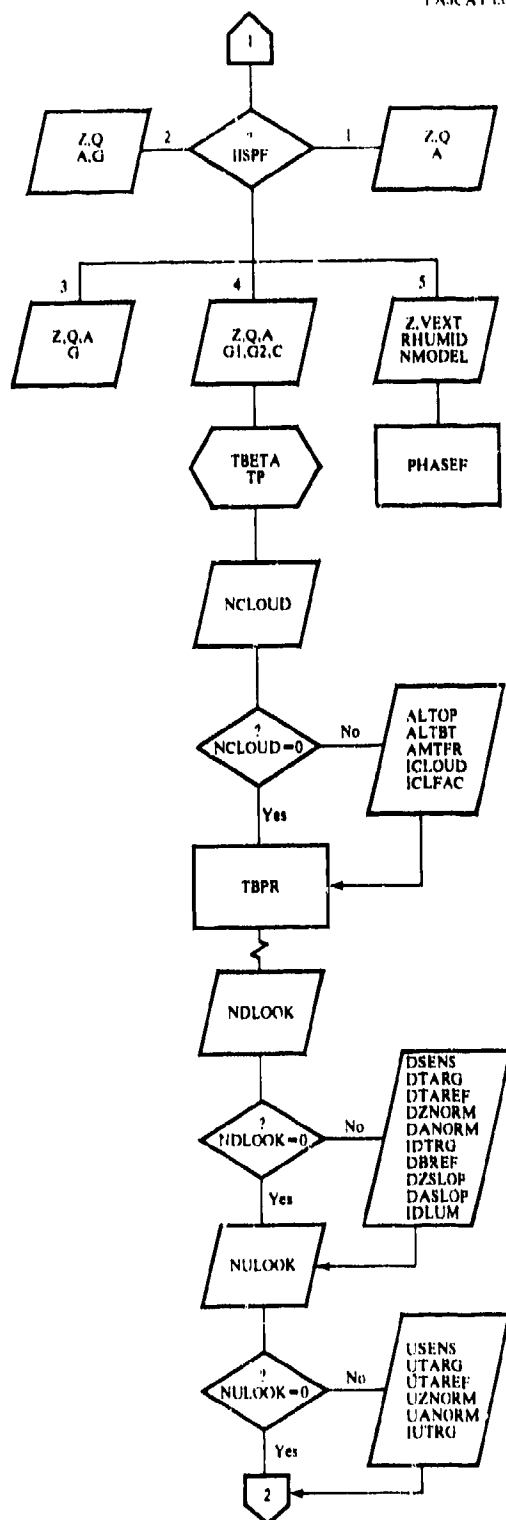 1
Z,Q
A,G
2
?
IISPF
1
Z,Q
A
3
4
5
Z,Q,A
G
Z,Q,A
G1,G2,C
Z,VEXT
RHUMID
NMODEL
TBETA
TP
PHASEF
NCLOUD
?
NCLOUD=0
No
ALTOP
ALTBT
AMTFR
ICLOUD
ICLFAC
Yes
TBPR
NDLOOK
?
NDLOOK=0
No
DSENS
DTARG
DTAREF
DZNORM
DANORM
IDTRG
DBREF
DZSLOP
DASLOP
IDLUM
Yes
NULOOK
?
NULOOK=0
No
USENS
UTARG
UTAREF
UZNORM
UANORM
IUTRG
Yes
2